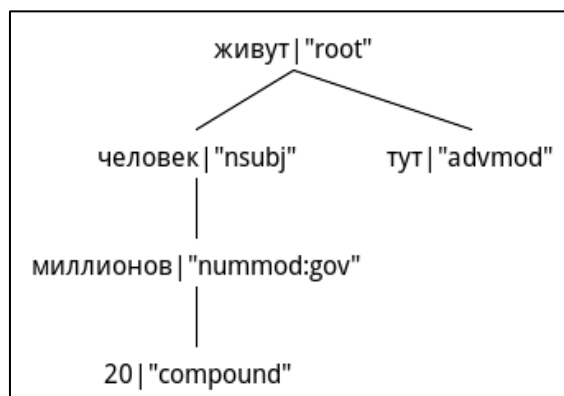 живут|"root"
человек|"nsubj" тут|"advmod"
миллионов|"nummod:gov"
20|"compound"